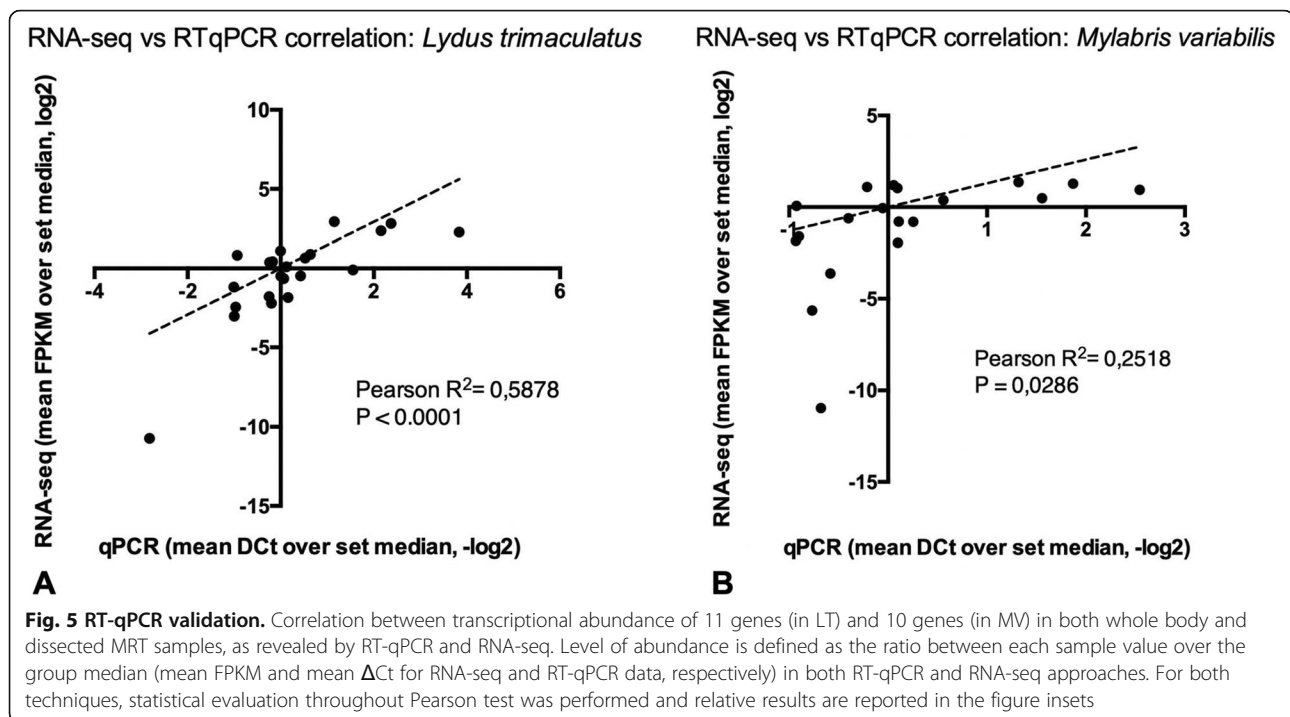 RNA-seq vs RTqPCR correlation: Lydus trimaculatus
RNA-seq (mean FPKM over set median, log2)
10
5
-4
-2
2
4
6
-5
-10
-15
Pearson R2= 0,5878
P < 0.0001
qPCR (mean DCt over set median, -log2)
A
RNA-seq vs RTqPCR correlation: Mylabris variabilis
RNA-seq (mean FPKM over set median, log2)
5
-1
1
2
3
-5
-10
-15
Pearson R2= 0,2518
P = 0,0286
qPCR (mean DCt over set median, -log2)
B
Fig. 5 RT-qPCR validation. Correlation between transcriptional abundance of 11 genes (in LT) and 10 genes (in MV) in both whole body and
dissected MRT samples, as revealed by RT-qPCR and RNA-seq. Level of abundance is defined as the ratio between each sample value over the
group median (mean FPKM and mean ΔCt for RNA-seq and RT-qPCR data, respectively) in both RT-qPCR and RNA-seq approaches. For both
techniques, statistical evaluation throughout Pearson test was performed and relative results are reported in the figure insets